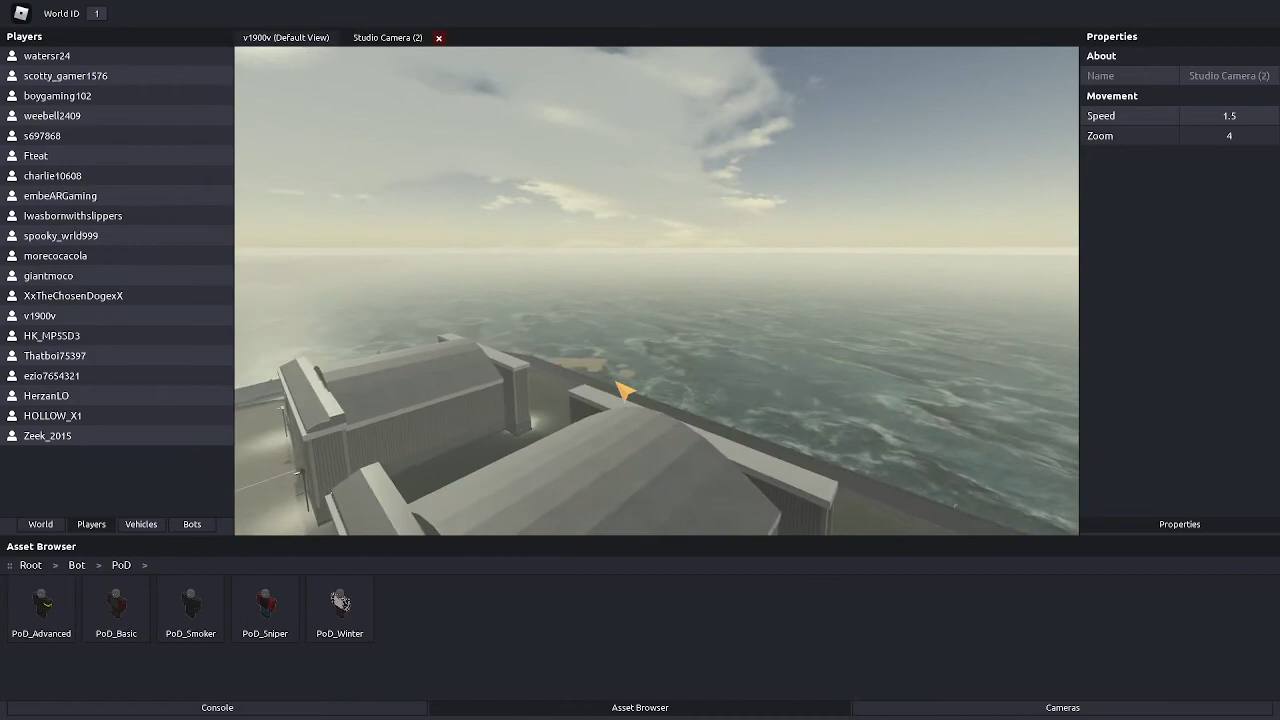 World ID 1
Players
watersr24
scotty_gamer1576
boygaming102
weebell2409
s697868
Fteat
charlie10608
embeARGaming
Iwasbornwithslippers
spooky_wrld999
morecocacola
giantmoco
XxTheChosenDogexX
v1900v
HK_MP5SD3
Thatboi75397
ezio7654321
HerzanLO
HOLLOW_X1
Zeek_2015
World Players Vehicles Bots
v1900v (Default View) Studio Camera (2) x
Properties
About
Name Studio Camera (2)
Movement
Speed 1.5
Zoom 4
Properties
Asset Browser
:: Root > Bot > PoD >
PoD_Advanced PoD_Basic PoD_Smoker PoD_Sniper PoD_Winter
Console Asset Browser Cameras